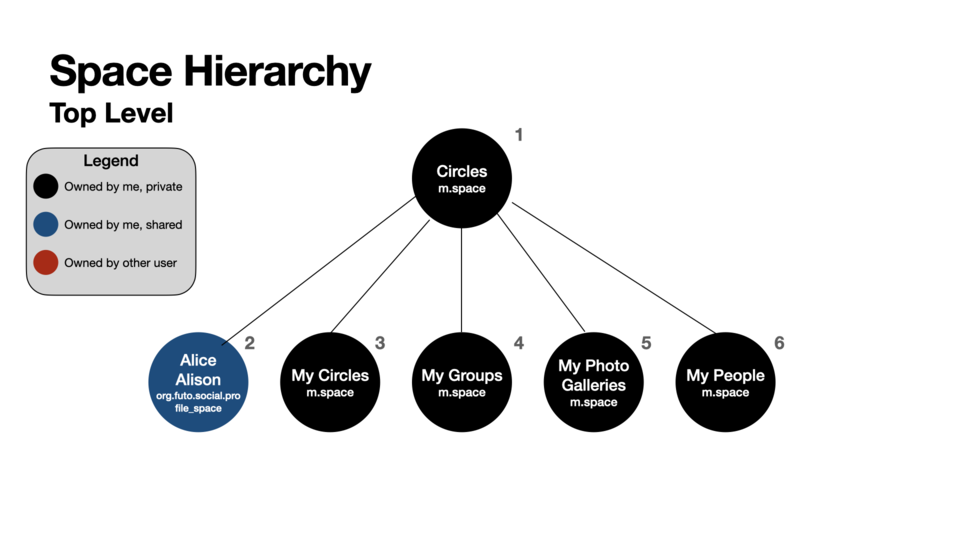 Space Hierarchy
Top Level
Legend
Owned by me, private
Owned by me, shared
Owned by other user
1
Circles
m.space
2
Alice
Alison
org.futo.social.pro
file_space
3
My Circles
m.space
4
My Groups
m.space
5
My Photo
Galleries
m.space
6
My People
m.space